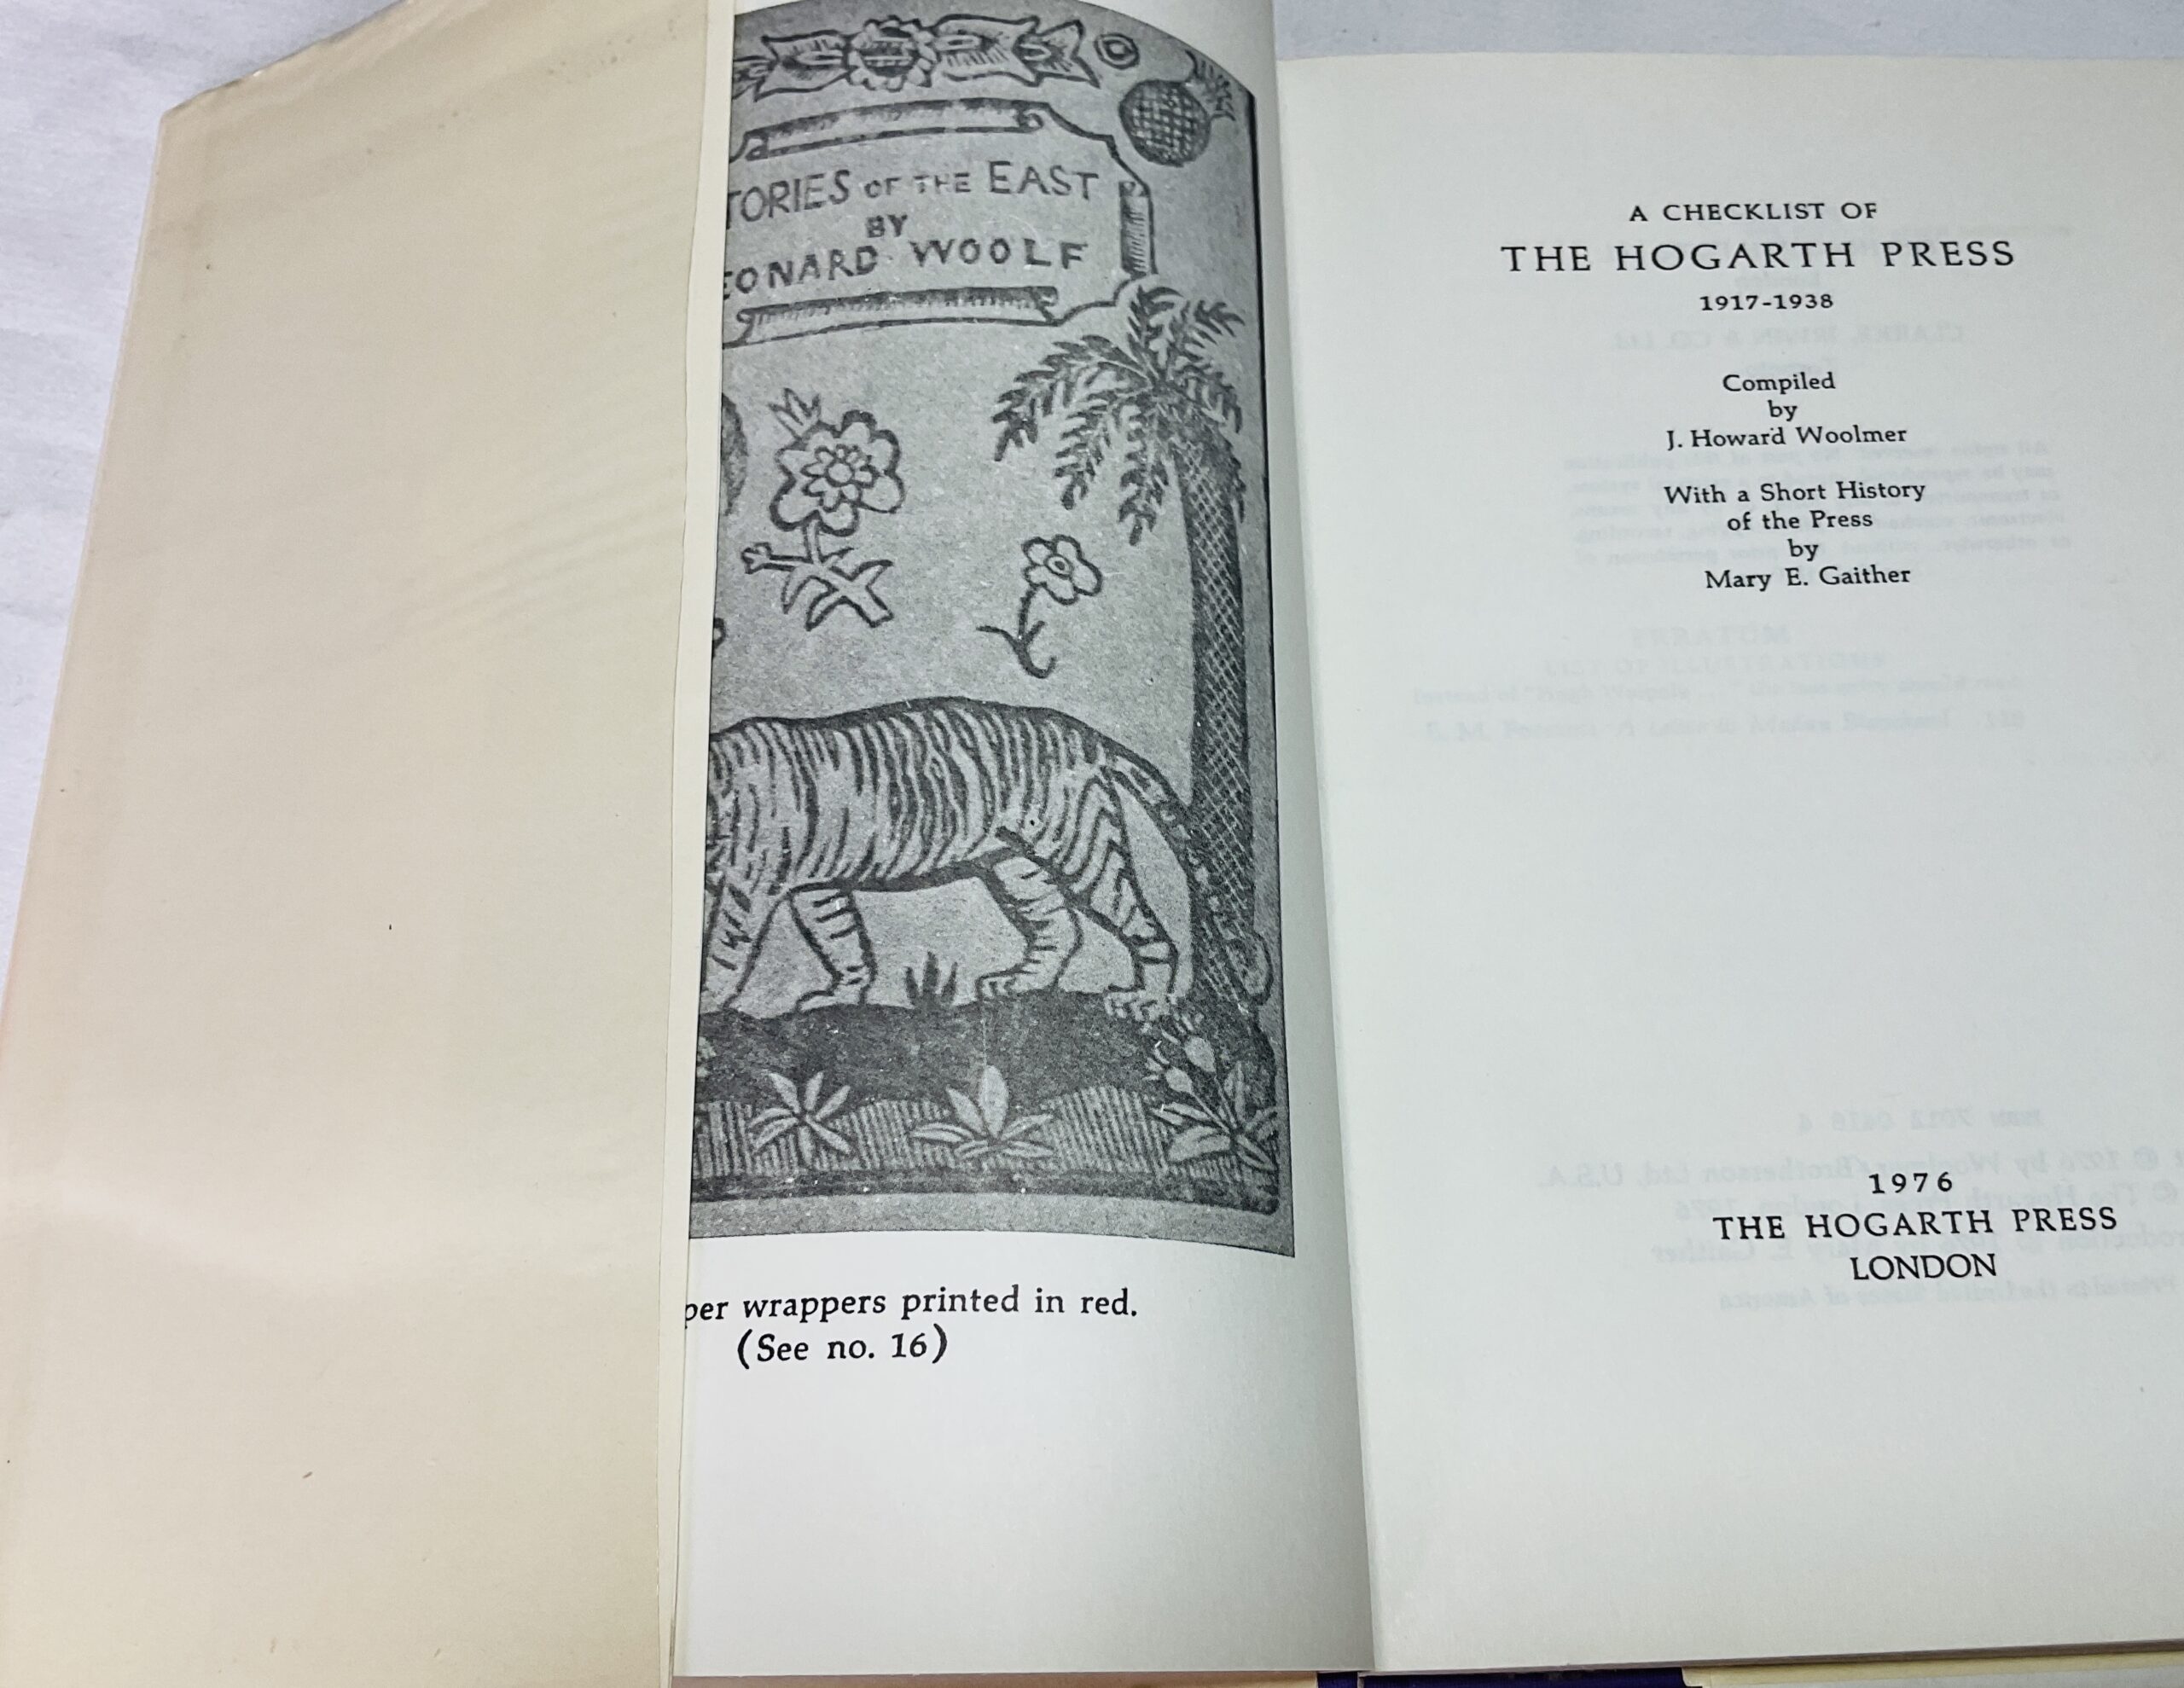 TORIES OF THE EAST
BY
EONARD WOOLF
per wrappers printed in red.
(See no. 16)
A CHECKLIST OF
THE HOGARTH PRESS
1917-1938
Compiled
by
J. Howard Woolmer
With a Short History
of the Press
by
Mary E. Gaither
1976
THE HOGARTH PRESS
LONDON